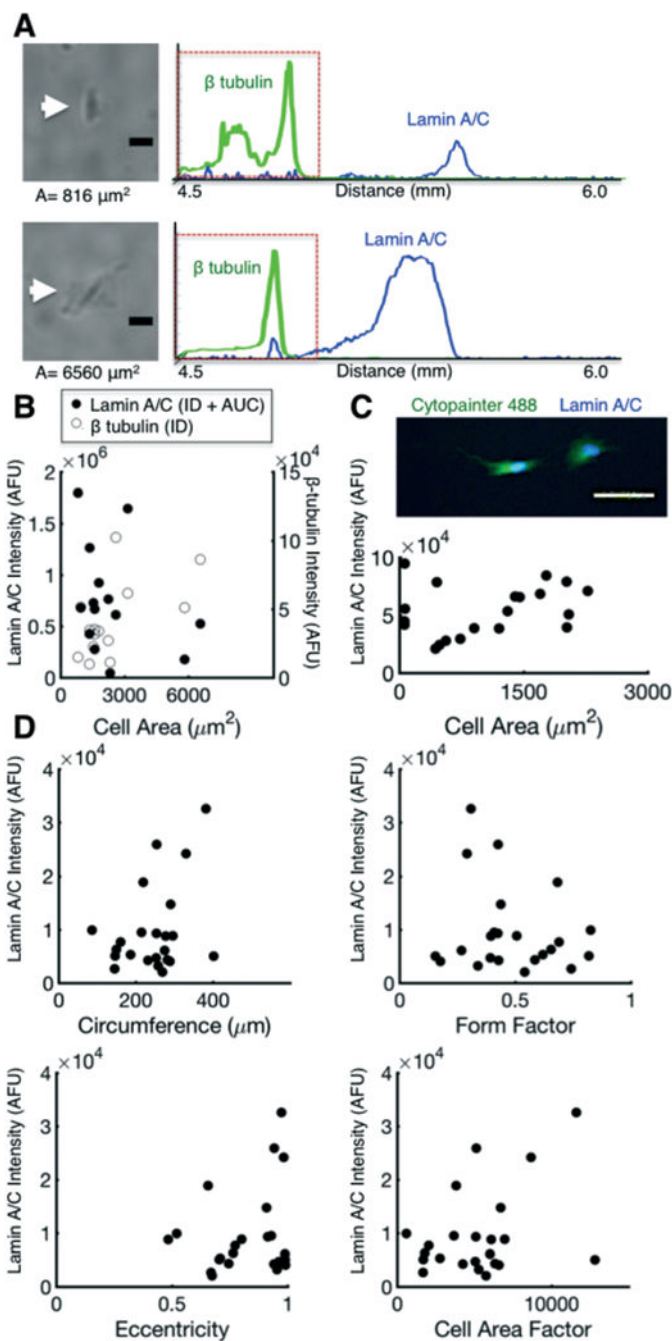 A
β tubulin
Lamin A/C
A= 816 μm²
4.5 Distance (mm) 6.0
β tubulin
Lamin A/C
A= 6560 μm²
4.5 Distance (mm) 6.0
B
Lamin A/C (ID + AUC)
β tubulin (ID)
×10⁶
×10⁴
2
1.5
1
0.5
0
15
10
5
0
Lamin A/C Intensity (AFU)
β-tubulin Intensity (AFU)
0 3000 6000
Cell Area (μm²)
C
Cytopainter 488 Lamin A/C
×10⁴
10
5
0
Lamin A/C Intensity (AFU)
0 1500 3000
Cell Area (μm²)
D
×10⁴
4
3
2
1
0
Lamin A/C Intensity (AFU)
0 200 400
Circumference (μm)
×10⁴
4
3
2
1
0
Lamin A/C Intensity (AFU)
0 0.5 1
Form Factor
×10⁴
4
3
2
1
0
Lamin A/C Intensity (AFU)
0 0.5 1
Eccentricity
×10⁴
4
3
2
1
0
Lamin A/C Intensity (AFU)
0 10000
Cell Area Factor